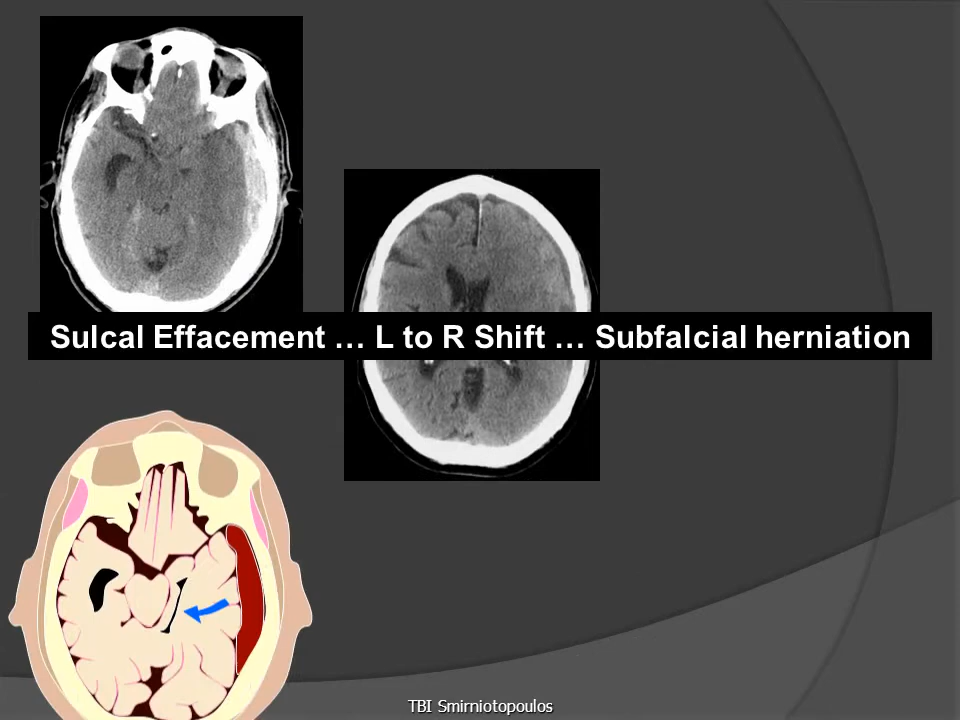 Sulcal Effacement … L to R Shift … Subfalcial herniation
TBI Smirniotopoulos